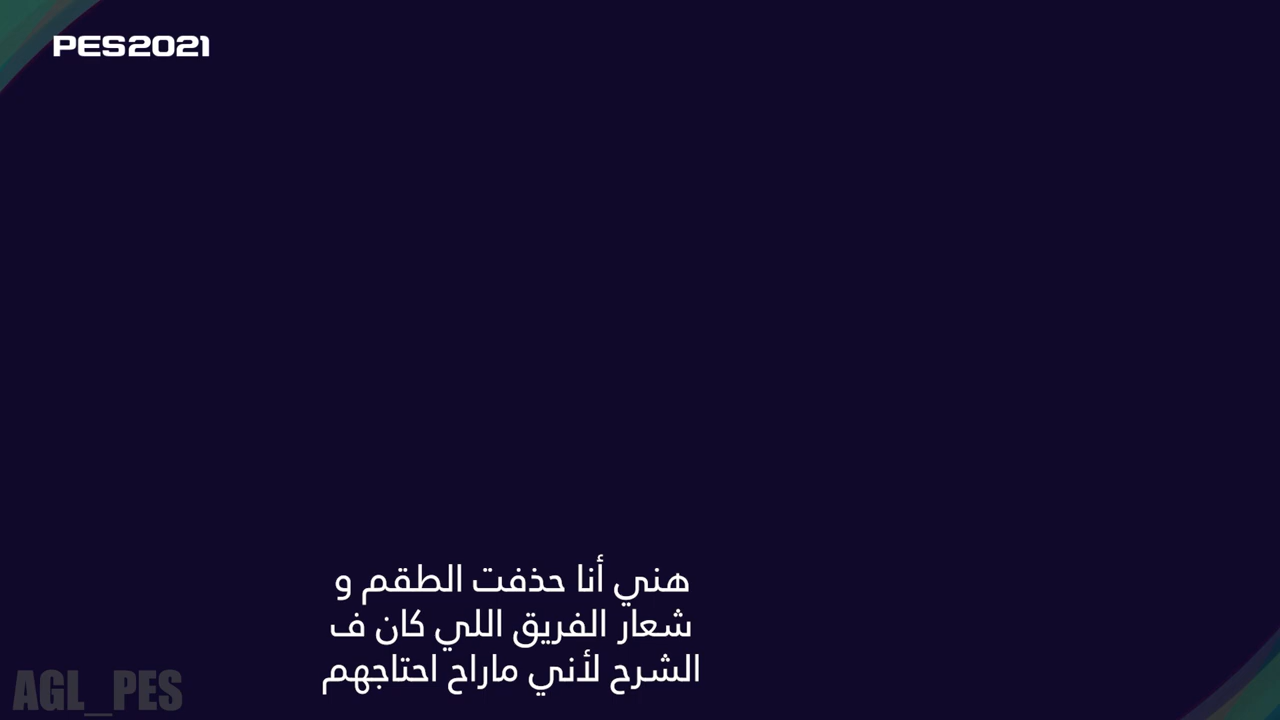 PES2021
هني أنا حذفت الطقم و
شعار الفريق اللي كان ف
الشرح لأني ماراح احتاجهم
AGL_PES